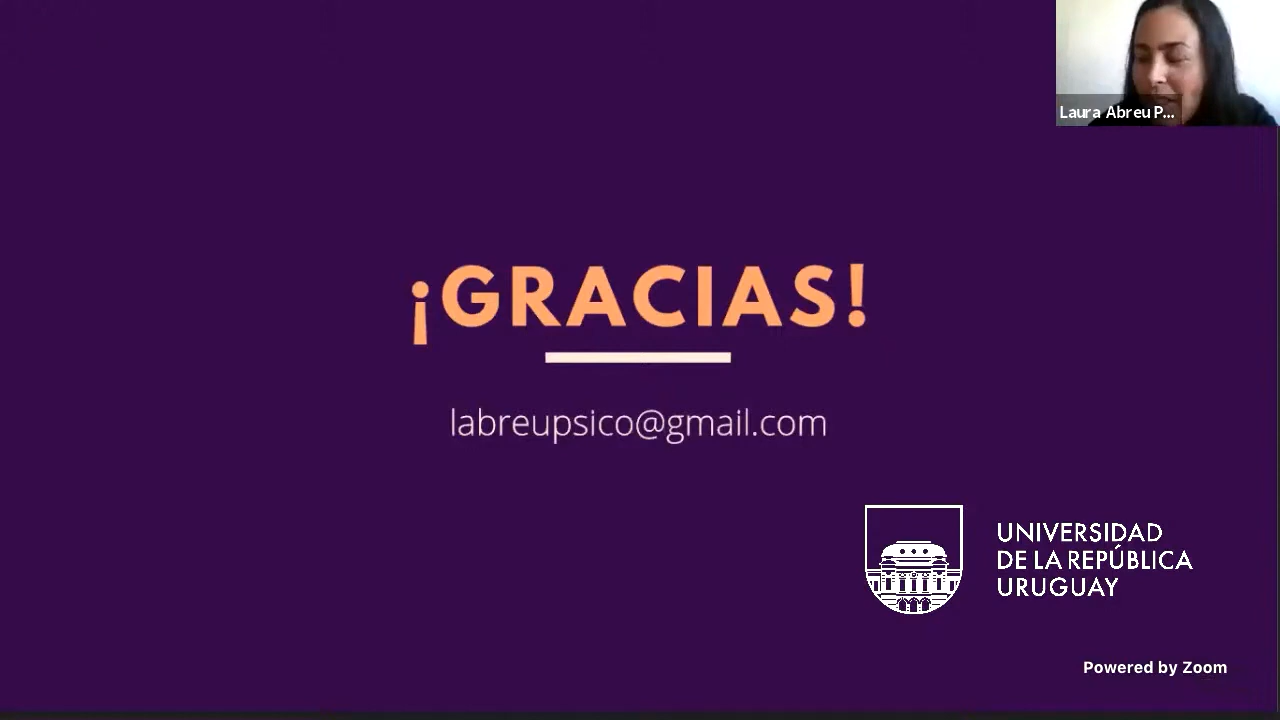 Laura Abreu P...
¡GRACIAS!
labreupsico@gmail.com
UNIVERSIDAD
DE LA REPÚBLICA
URUGUAY
Powered by Zoom